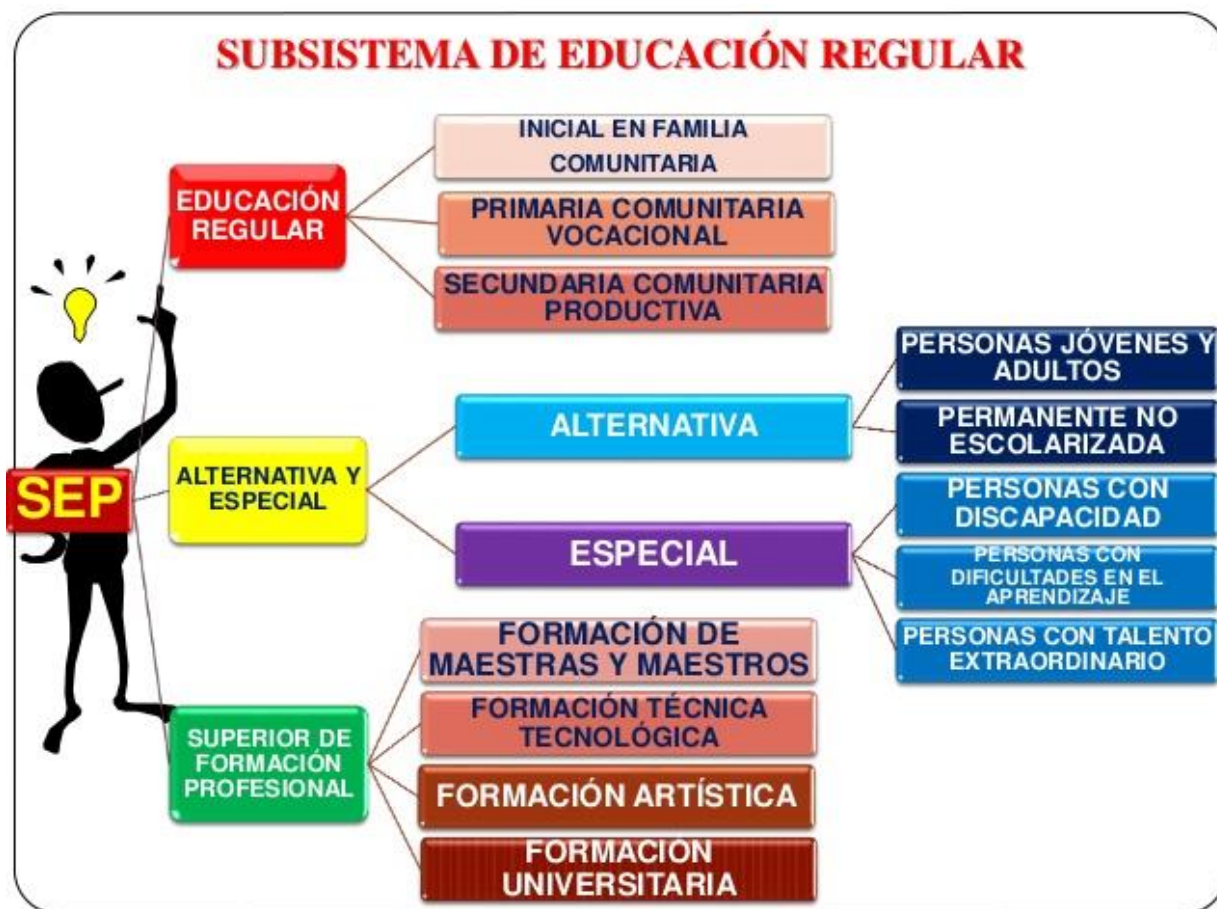 SUBSISTEMA DE EDUCACIÓN REGULAR
EDUCACIÓN
REGULAR
INICIAL EN FAMILIA
COMUNITARIA
PRIMARIA COMUNITARIA
VOCACIONAL
SECUNDARIA COMUNITARIA
PRODUCTIVA
SEP
ALTERNATIVA Y
ESPECIAL
ALTERNATIVA
PERSONAS JÓVENES Y
ADULTOS
PERMANENTE NO
ESCOLARIZADA
ESPECIAL
PERSONAS CON
DISCAPACIDAD
PERSONAS CON
DIFICULTADES EN EL
APRENDIZAJE
PERSONAS CON TALENTO
EXTRAORDINARIO
SUPERIOR DE
FORMACIÓN
PROFESIONAL
FORMACIÓN DE
MAESTRAS Y MAESTROS
FORMACIÓN TÉCNICA
TECNOLÓGICA
FORMACIÓN ARTÍSTICA
FORMACIÓN
UNIVERSITARIA